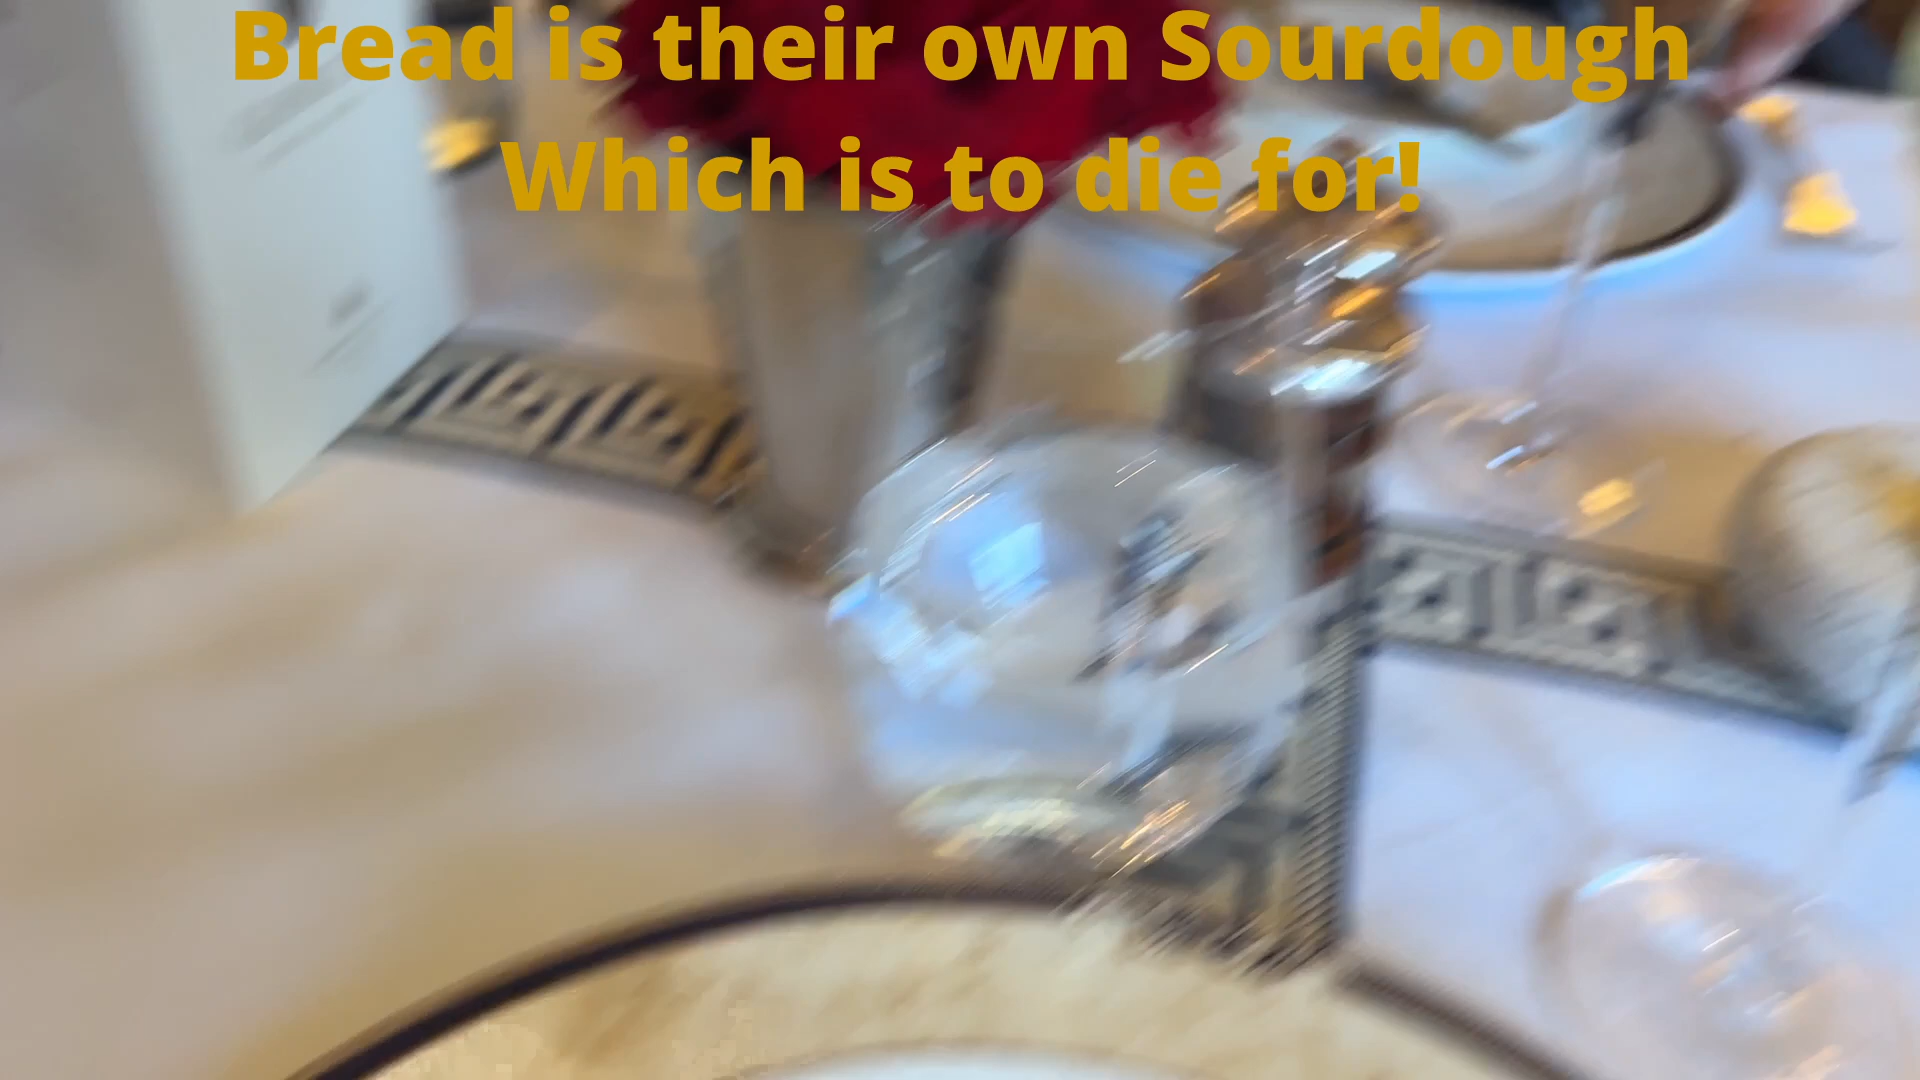 Bread is their own Sourdough
Which is to die for!